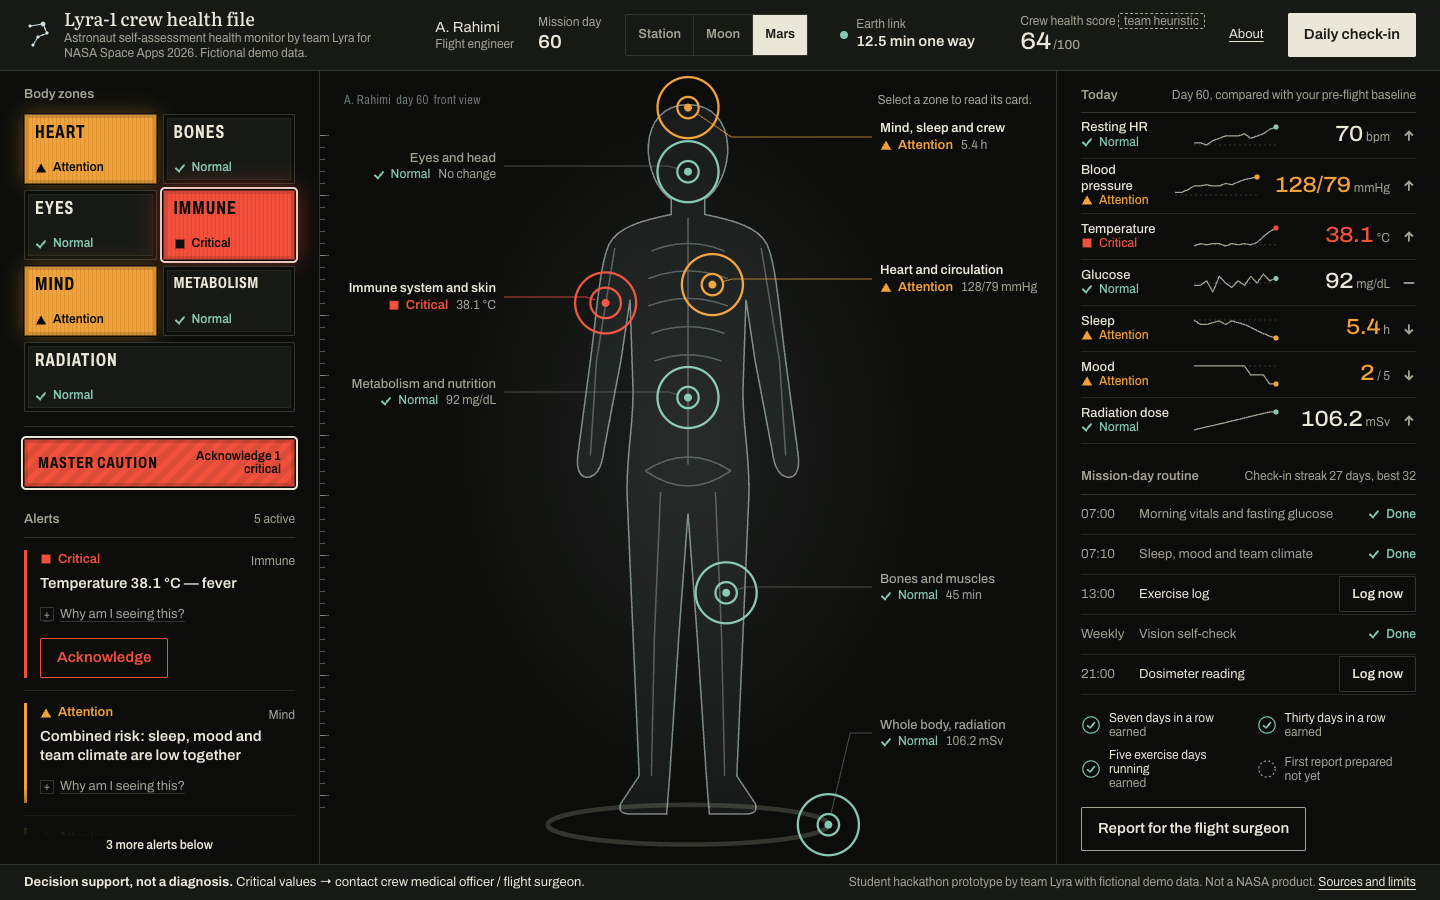 Lyra-1 crew health file
Astronaut self-assessment health monitor by team Lyra for
NASA Space Apps 2026. Fictional demo data.
A. Rahimi
Flight engineer
Mission day
60
Station
Moon
Mars
Earth link
12.5 min one way
Crew health score team heuristic
64/100
About
Daily check-in
Body zones
HEART
Attention
BONES
Normal
EYES
Normal
IMMUNE
Critical
MIND
Attention
METABOLISM
Normal
RADIATION
Normal
MASTER CAUTION
Acknowledge 1
critical
Alerts
5 active
Critical
Immune
Temperature 38.1 °C — fever
+ Why am I seeing this?
Acknowledge
Attention
Mind
Combined risk: sleep, mood and
team climate are low together
+ Why am I seeing this?
3 more alerts below
A. Rahimi day 60 front view
Select a zone to read its card.
Mind, sleep and crew
Attention 5.4 h
Eyes and head
Normal No change
Heart and circulation
Attention 128/79 mmHg
Immune system and skin
Critical 38.1 °C
Metabolism and nutrition
Normal 92 mg/dL
Bones and muscles
Normal 45 min
Whole body, radiation
Normal 106.2 mSv
Today
Day 60, compared with your pre-flight baseline
Resting HR
Normal
70 bpm
Blood
pressure
Attention
128/79 mmHg
Temperature
Critical
38.1 °C
Glucose
Normal
92 mg/dL
Sleep
Attention
5.4 h
Mood
Attention
2 / 5
Radiation dose
Normal
106.2 mSv
Mission-day routine
Check-in streak 27 days, best 32
07:00 Morning vitals and fasting glucose Done
07:10 Sleep, mood and team climate Done
13:00 Exercise log Log now
Weekly Vision self-check Done
21:00 Dosimeter reading Log now
Seven days in a row
earned
Thirty days in a row
earned
Five exercise days
running
earned
First report prepared
not yet
Report for the flight surgeon
Decision support, not a diagnosis. Critical values → contact crew medical officer / flight surgeon.
Student hackathon prototype by team Lyra with fictional demo data. Not a NASA product. Sources and limits